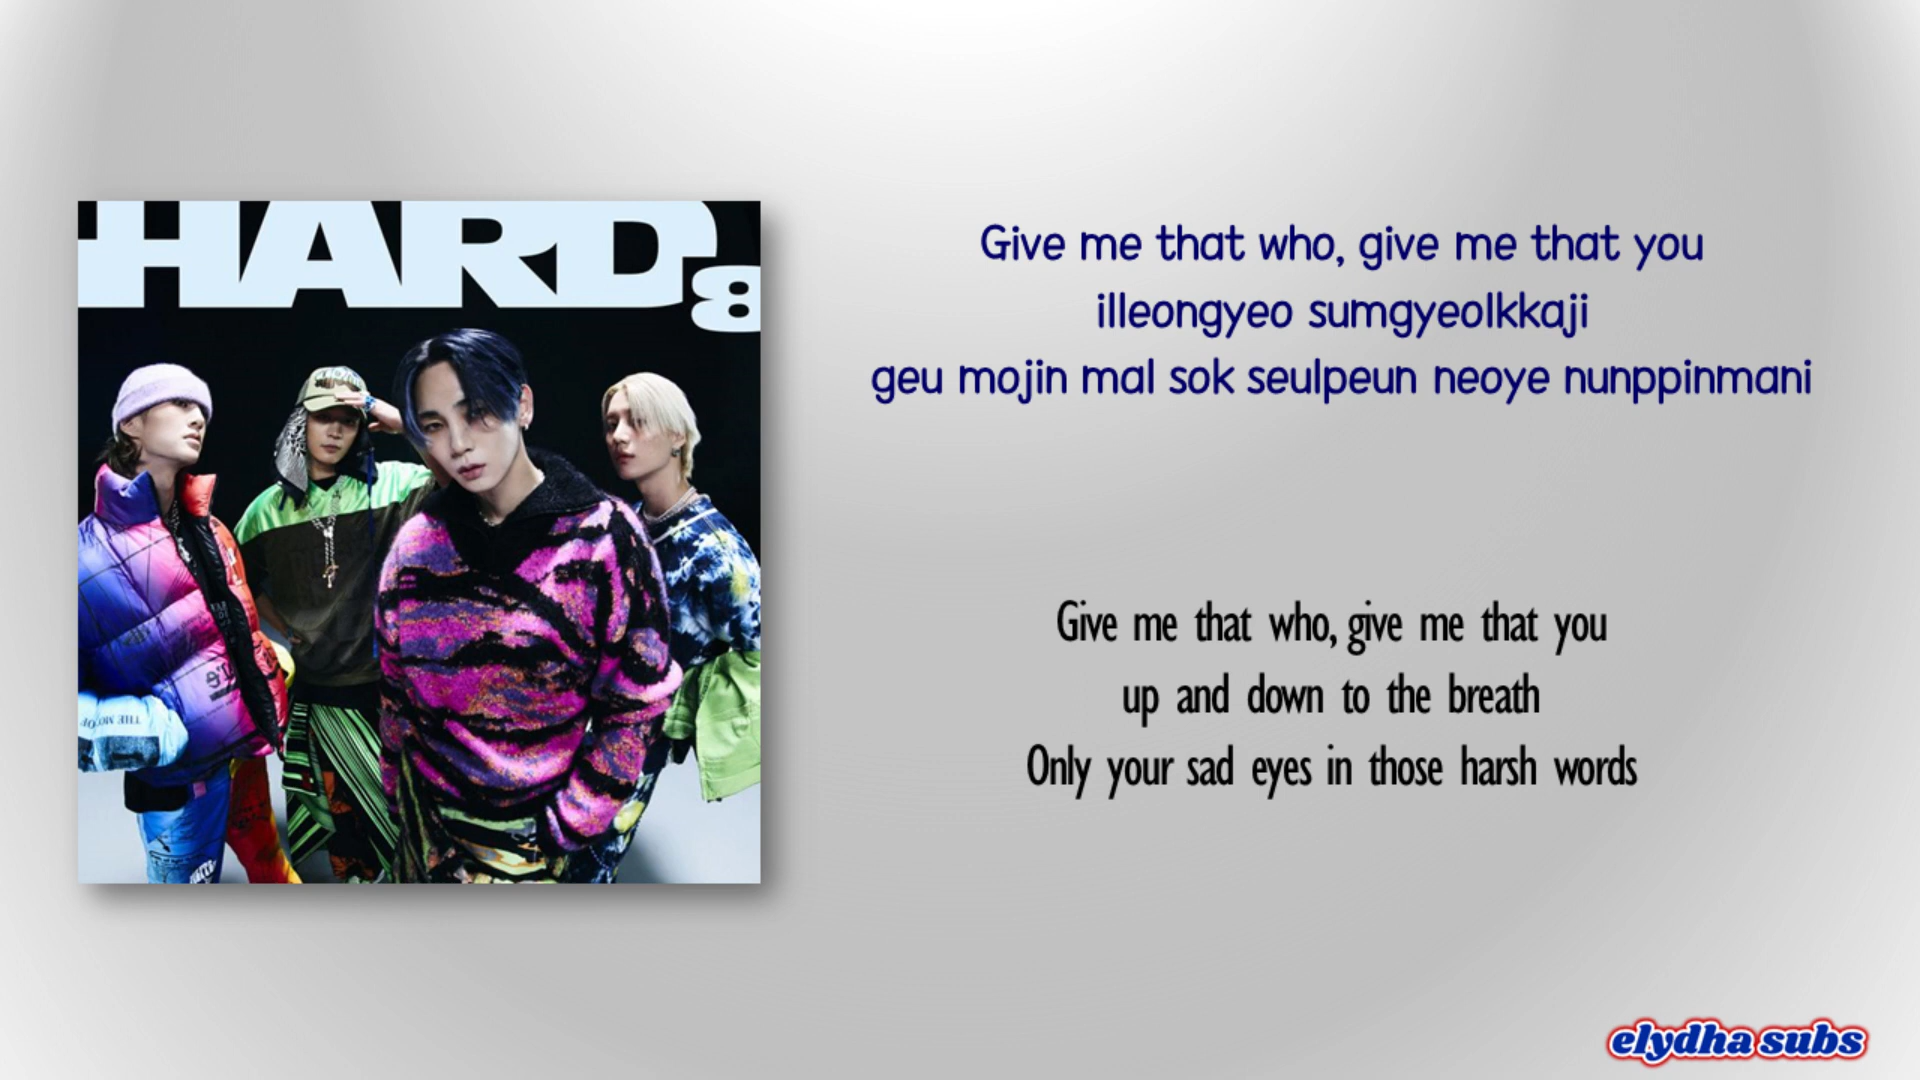 HARD
8
Give me that who, give me that you
illeongyeo sumgyeolkkaji
geu mojin mal sok seulpeun neoye nunppinmani
Give me that who, give me that you
up and down to the breath
Only your sad eyes in those harsh words
elydha subs